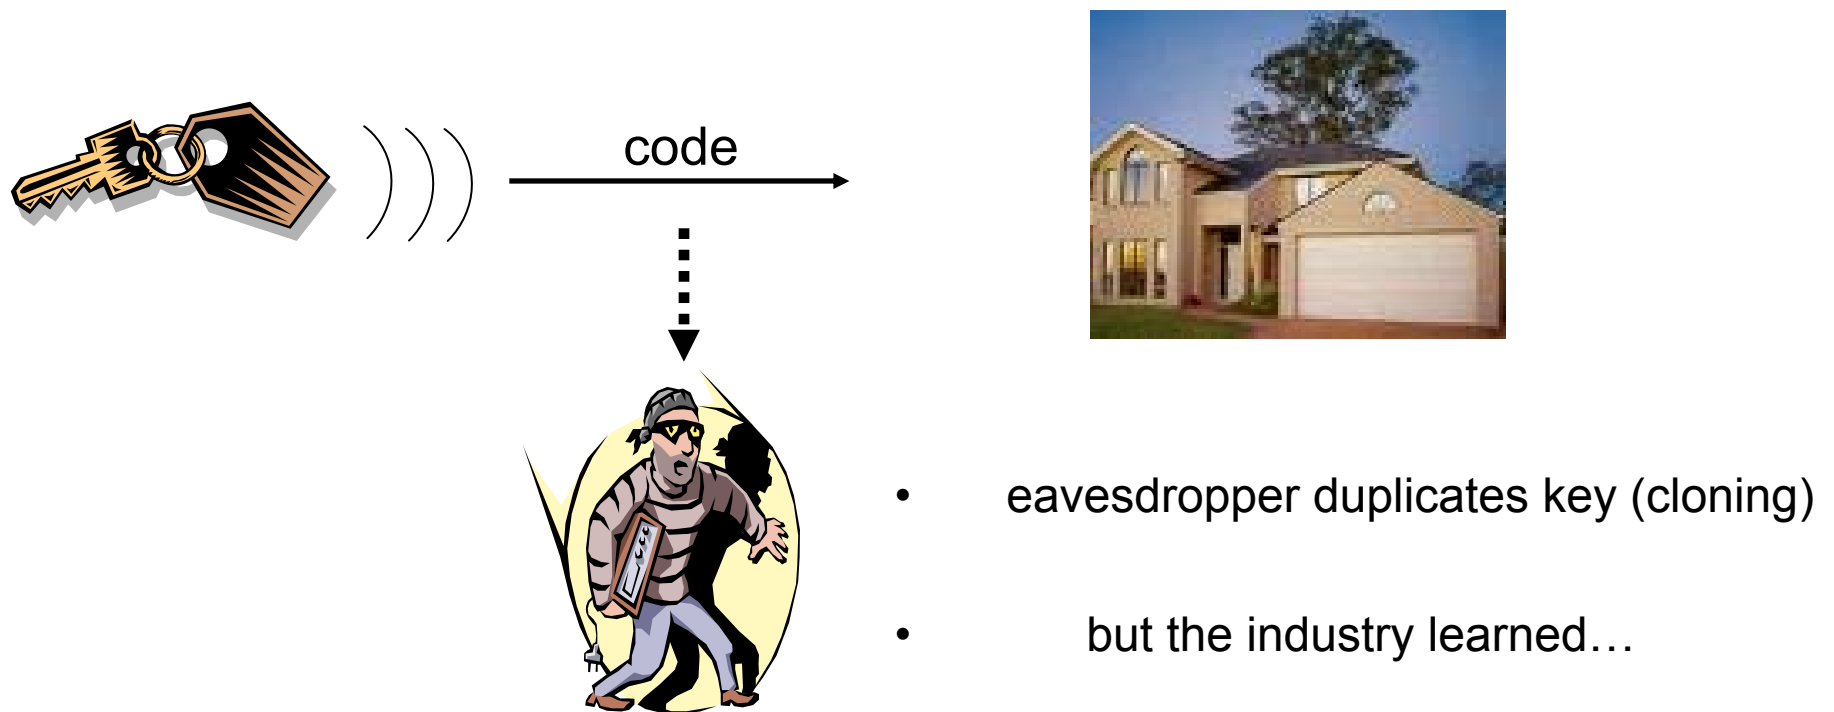 code
• eavesdropper duplicates key (cloning)
• but the industry learned…